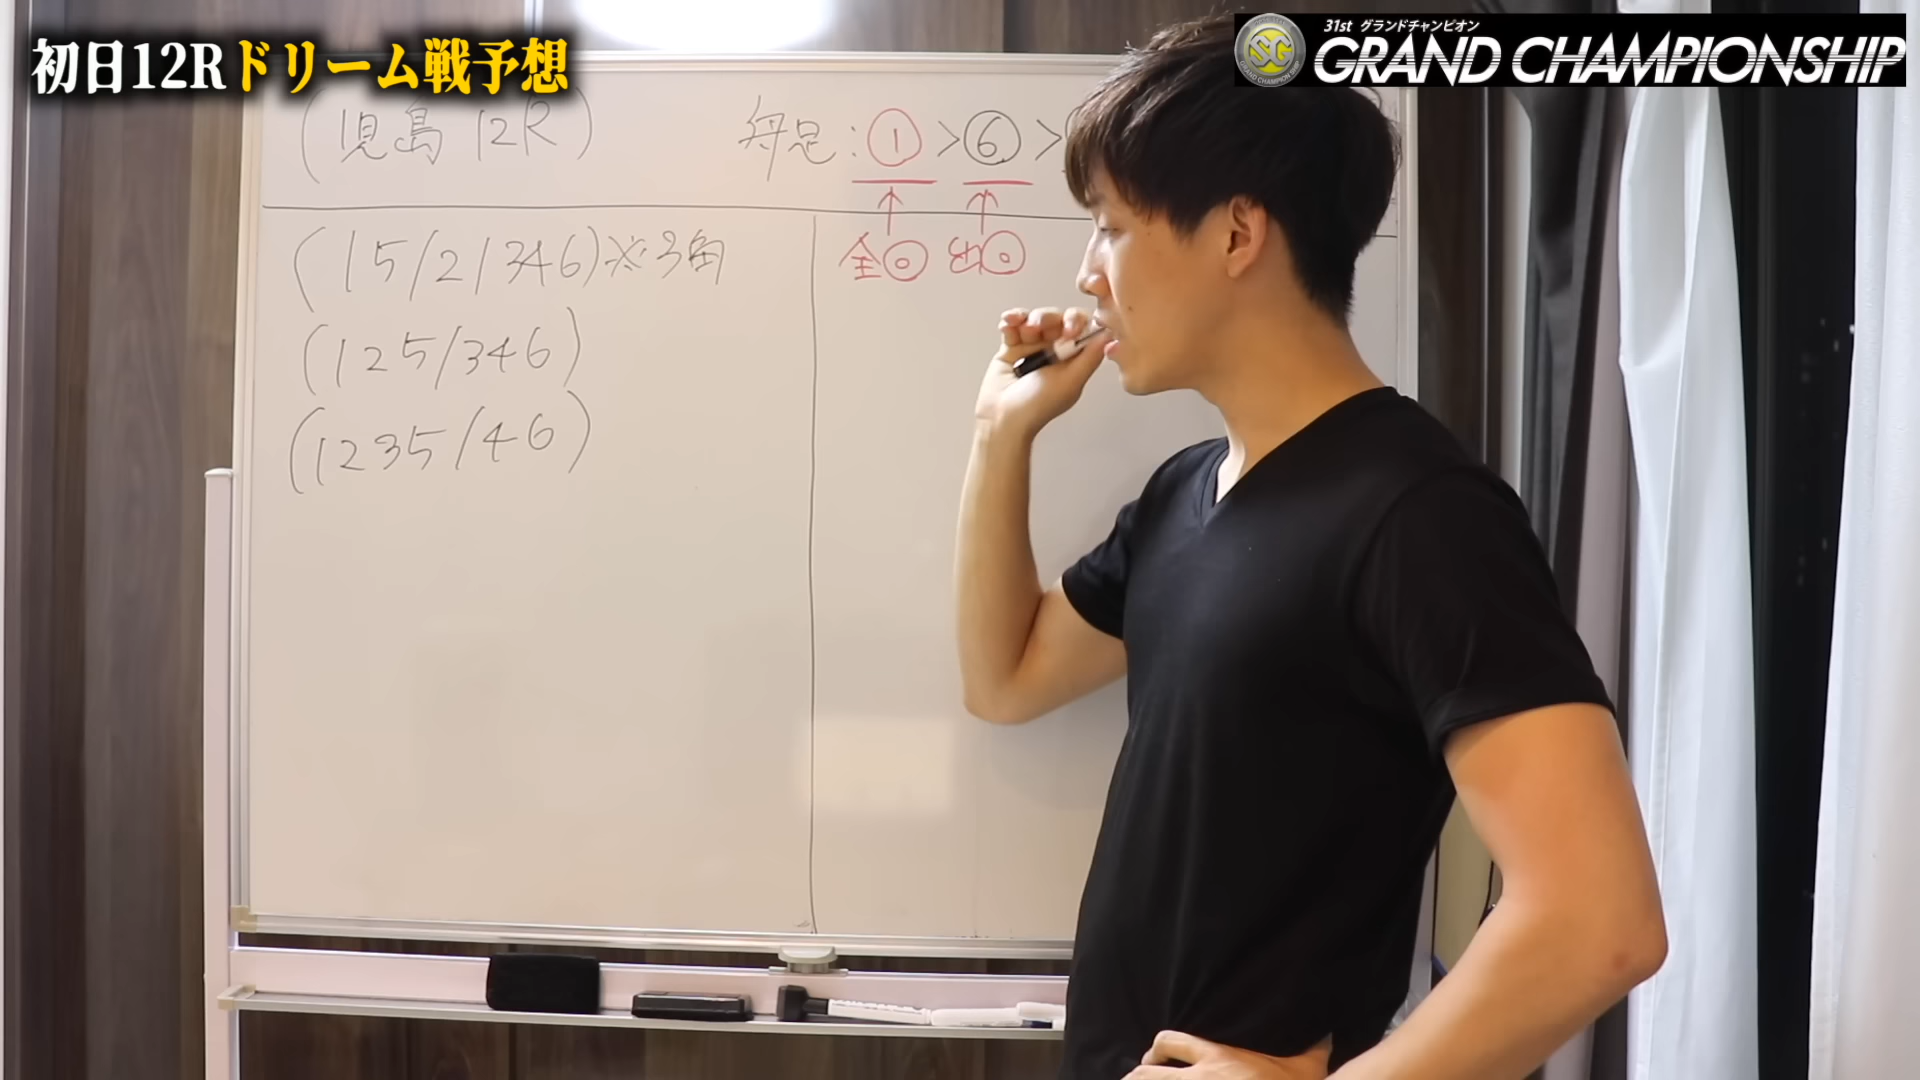 初日12Rドリーム戦予想
31st グランドチャンピオン
SG
GRAND CHAMPIONSHIP
(児島 12R)
舟足:①>⑥>
全◎ 出◎
(15/2/346)※3角
(125/346)
(1235/46)